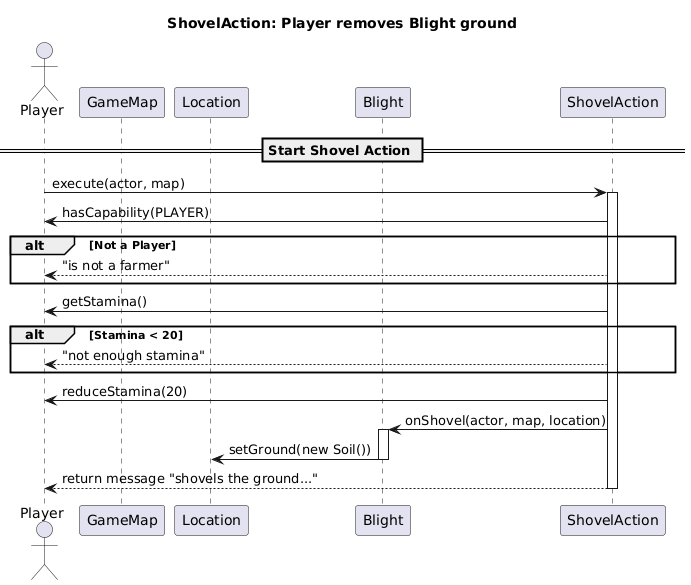 ShovelAction: Player removes Blight ground
Player
GameMap
Location
Blight
ShovelAction
Start Shovel Action
execute(actor, map)
hasCapability(PLAYER)
alt [Not a Player]
"is not a farmer"
getStamina()
alt [Stamina < 20]
"not enough stamina"
reduceStamina(20)
onShovel(actor, map, location)
setGround(new Soil())
return message "shovels the ground..."
Player
GameMap
Location
Blight
ShovelAction